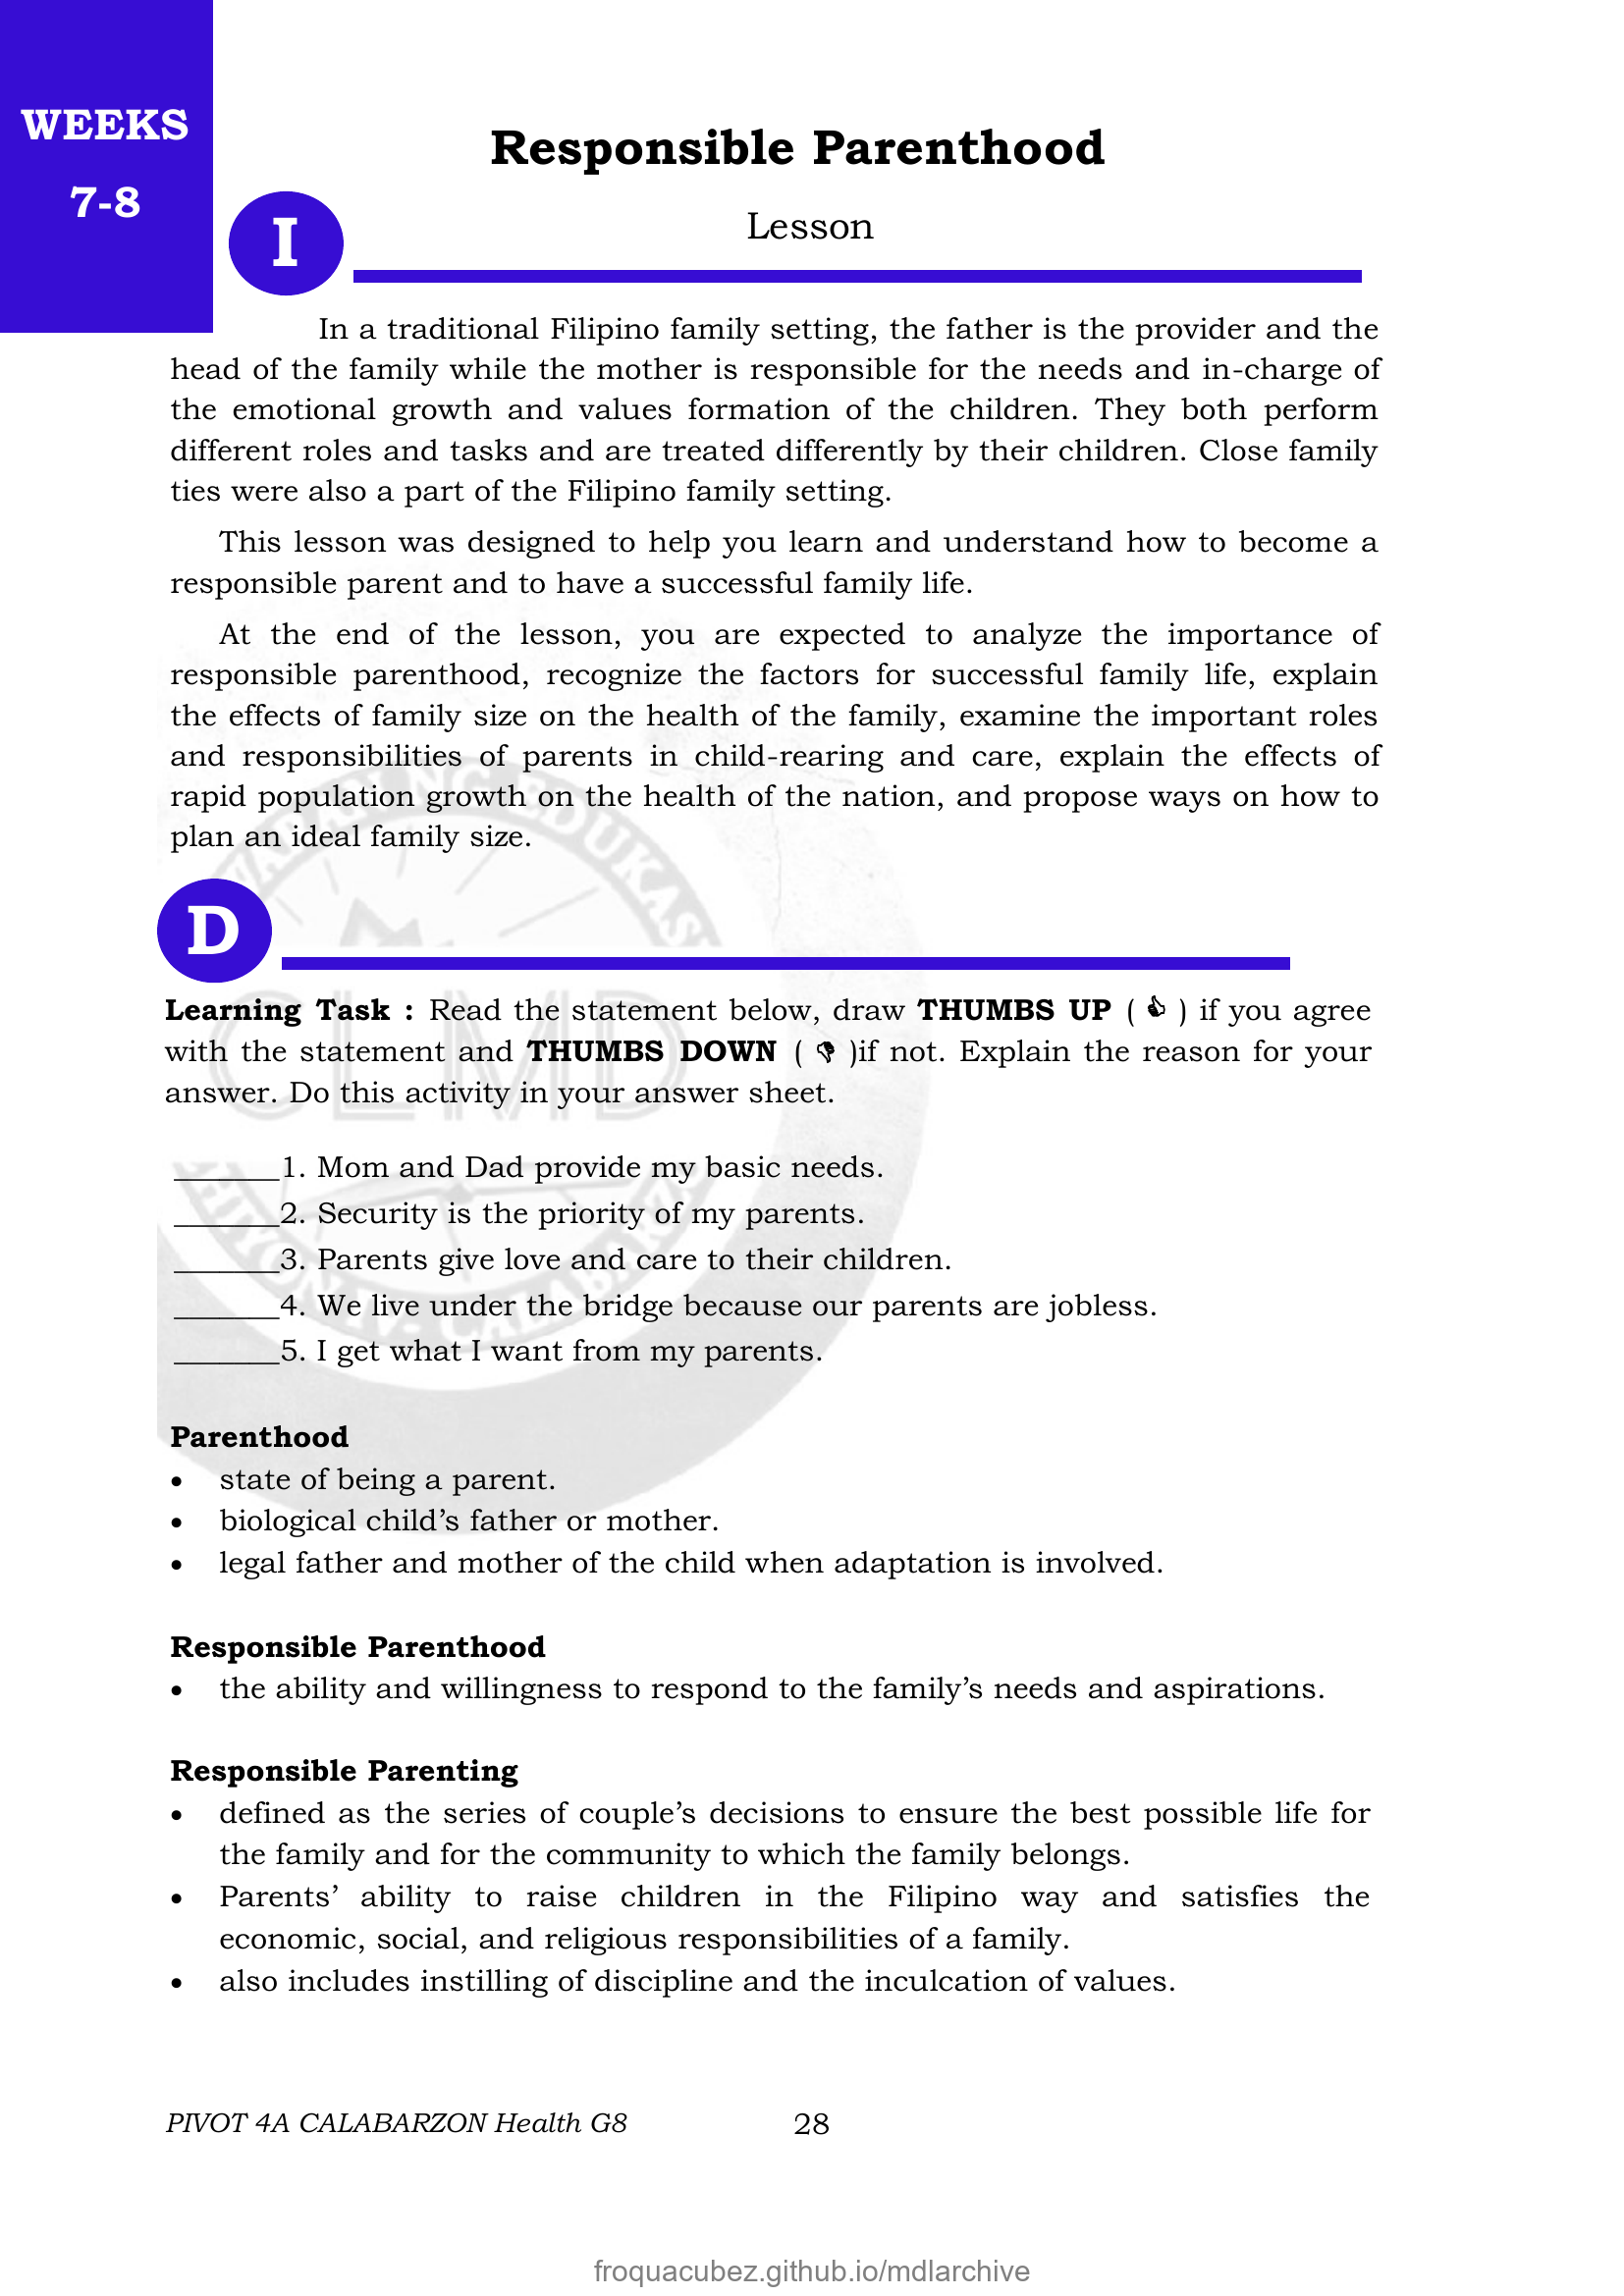 WEEKS
7-8
Responsible Parenthood
Lesson
I
In a traditional Filipino family setting, the father is the provider and the
head of the family while the mother is responsible for the needs and in-charge of
the emotional growth and values formation of the children. They both perform
different roles and tasks and are treated differently by their children. Close family
ties were also a part of the Filipino family setting.
This lesson was designed to help you learn and understand how to become a
responsible parent and to have a successful family life.
At the end of the lesson, you are expected to analyze the importance of
responsible parenthood, recognize the factors for successful family life, explain
the effects of family size on the health of the family, examine the important roles
and responsibilities of parents in child-rearing and care, explain the effects of
rapid population growth on the health of the nation, and propose ways on how to
plan an ideal family size.
D
Learning Task : Read the statement below, draw THUMBS UP ( 👍 ) if you agree
with the statement and THUMBS DOWN ( 👎 )if not. Explain the reason for your
answer. Do this activity in your answer sheet.
CLMD
_______1. Mom and Dad provide my basic needs.
_______2. Security is the priority of my parents.
_______3. Parents give love and care to their children.
_______4. We live under the bridge because our parents are jobless.
_______5. I get what I want from my parents.
Parenthood
• state of being a parent.
• biological child’s father or mother.
• legal father and mother of the child when adaptation is involved.
Responsible Parenthood
• the ability and willingness to respond to the family’s needs and aspirations.
Responsible Parenting
• defined as the series of couple’s decisions to ensure the best possible life for
the family and for the community to which the family belongs.
• Parents’ ability to raise children in the Filipino way and satisfies the
economic, social, and religious responsibilities of a family.
• also includes instilling of discipline and the inculcation of values.
PIVOT 4A CALABARZON Health G8
28
froquacubez.github.io/mdlarchive